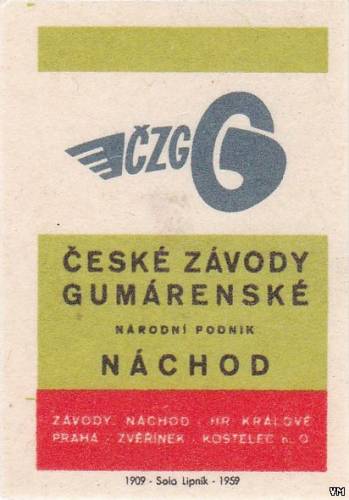 ČZG G
ČESKÉ ZÁVODY
GUMÁRENSKÉ
NÁRODNÍ PODNIK
NÁCHOD
ZÁVODY: NÁCHOD - HR. KRÁLOVÉ
PRAHA - ZVĚŘÍNEK - KOSTELEC n. O.
1909 - Solo Lipník - 1959
VM